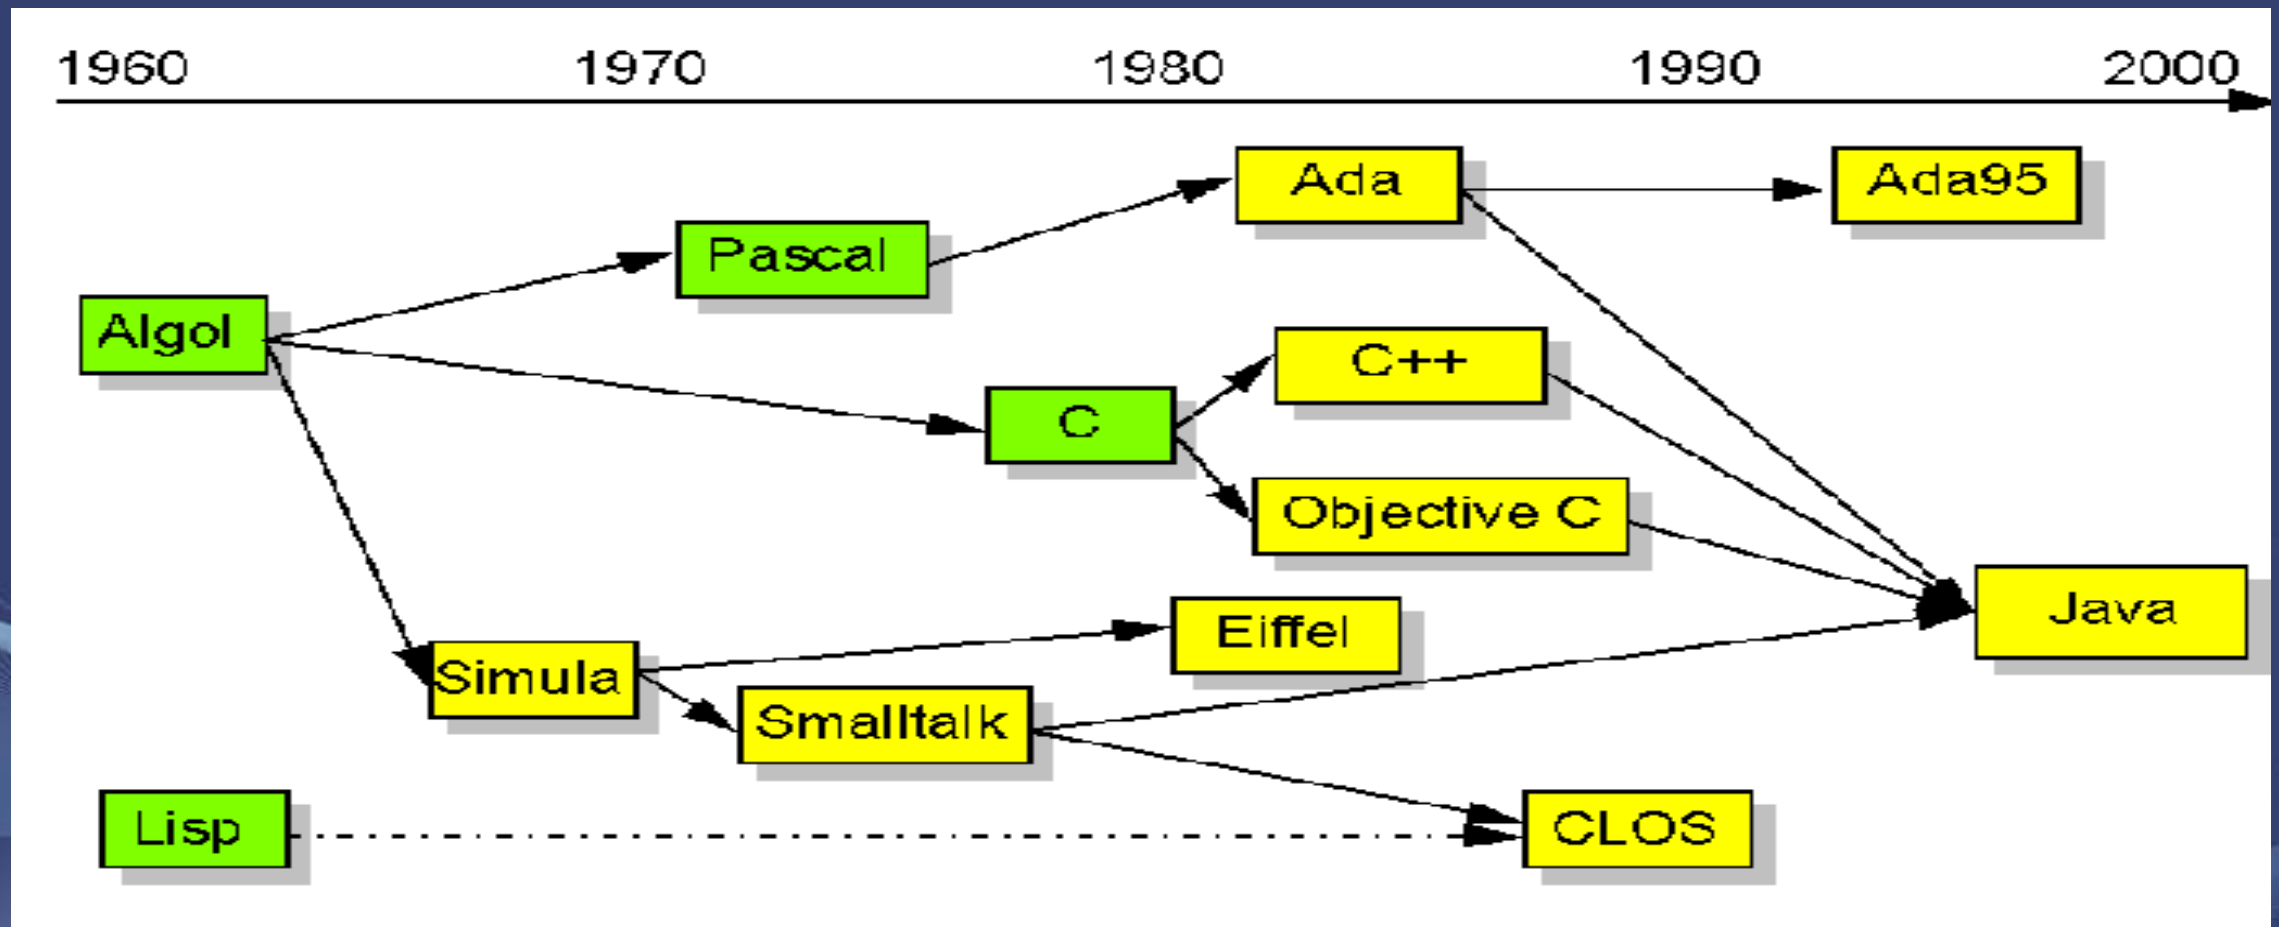 1960 1970 1980 1990 2000
Ada Ada95
Pascal
Algol
C++
C
Objective C
Java
Eiffel
Simula
Smalltalk
Lisp CLOS